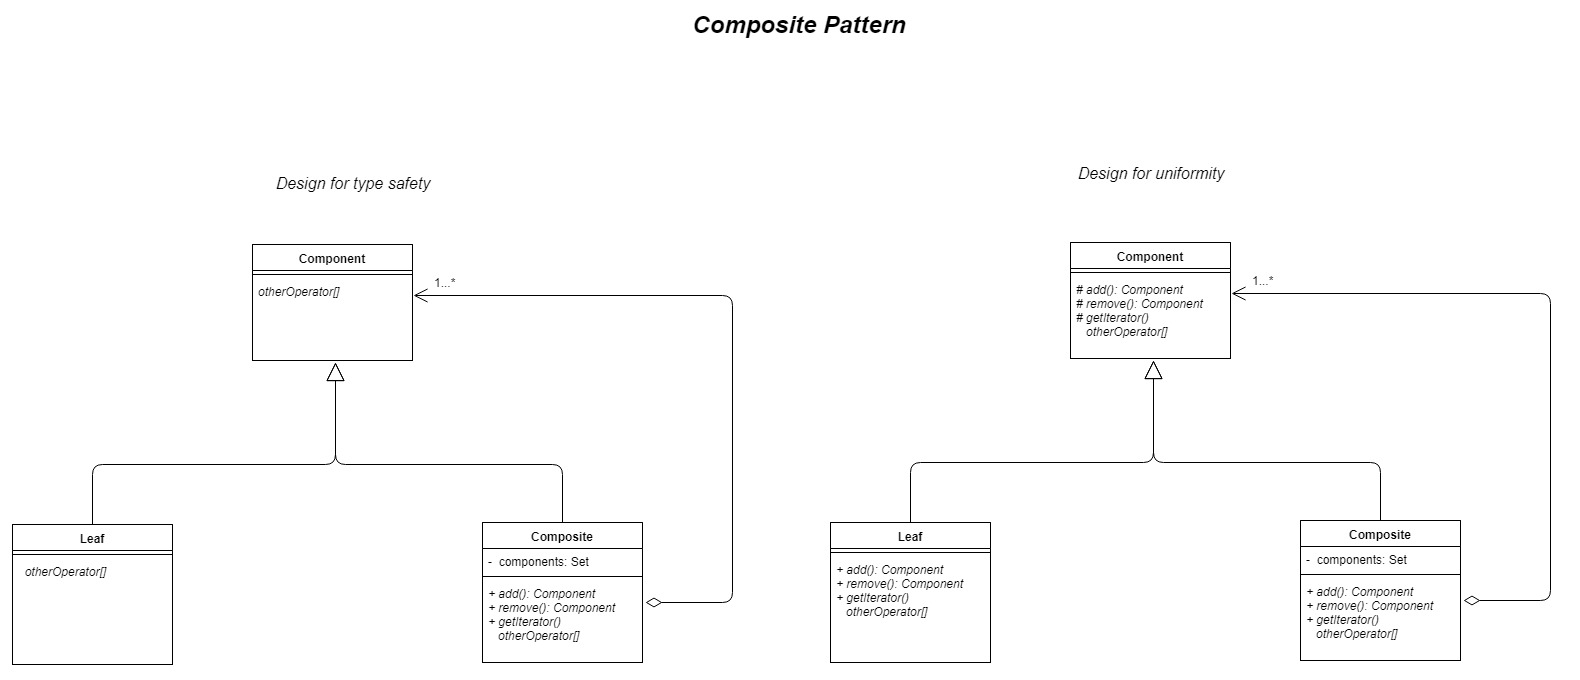 Composite Pattern
Design for type safety
Component
otherOperator[]
1...*
Leaf
otherOperator[]
Composite
- components: Set
+ add(): Component
+ remove(): Component
+ getIterator()
otherOperator[]
Design for uniformity
Component
# add(): Component
# remove(): Component
# getIterator()
otherOperator[]
1...*
Leaf
+ add(): Component
+ remove(): Component
+ getIterator()
otherOperator[]
Composite
- components: Set
+ add(): Component
+ remove(): Component
+ getIterator()
otherOperator[]